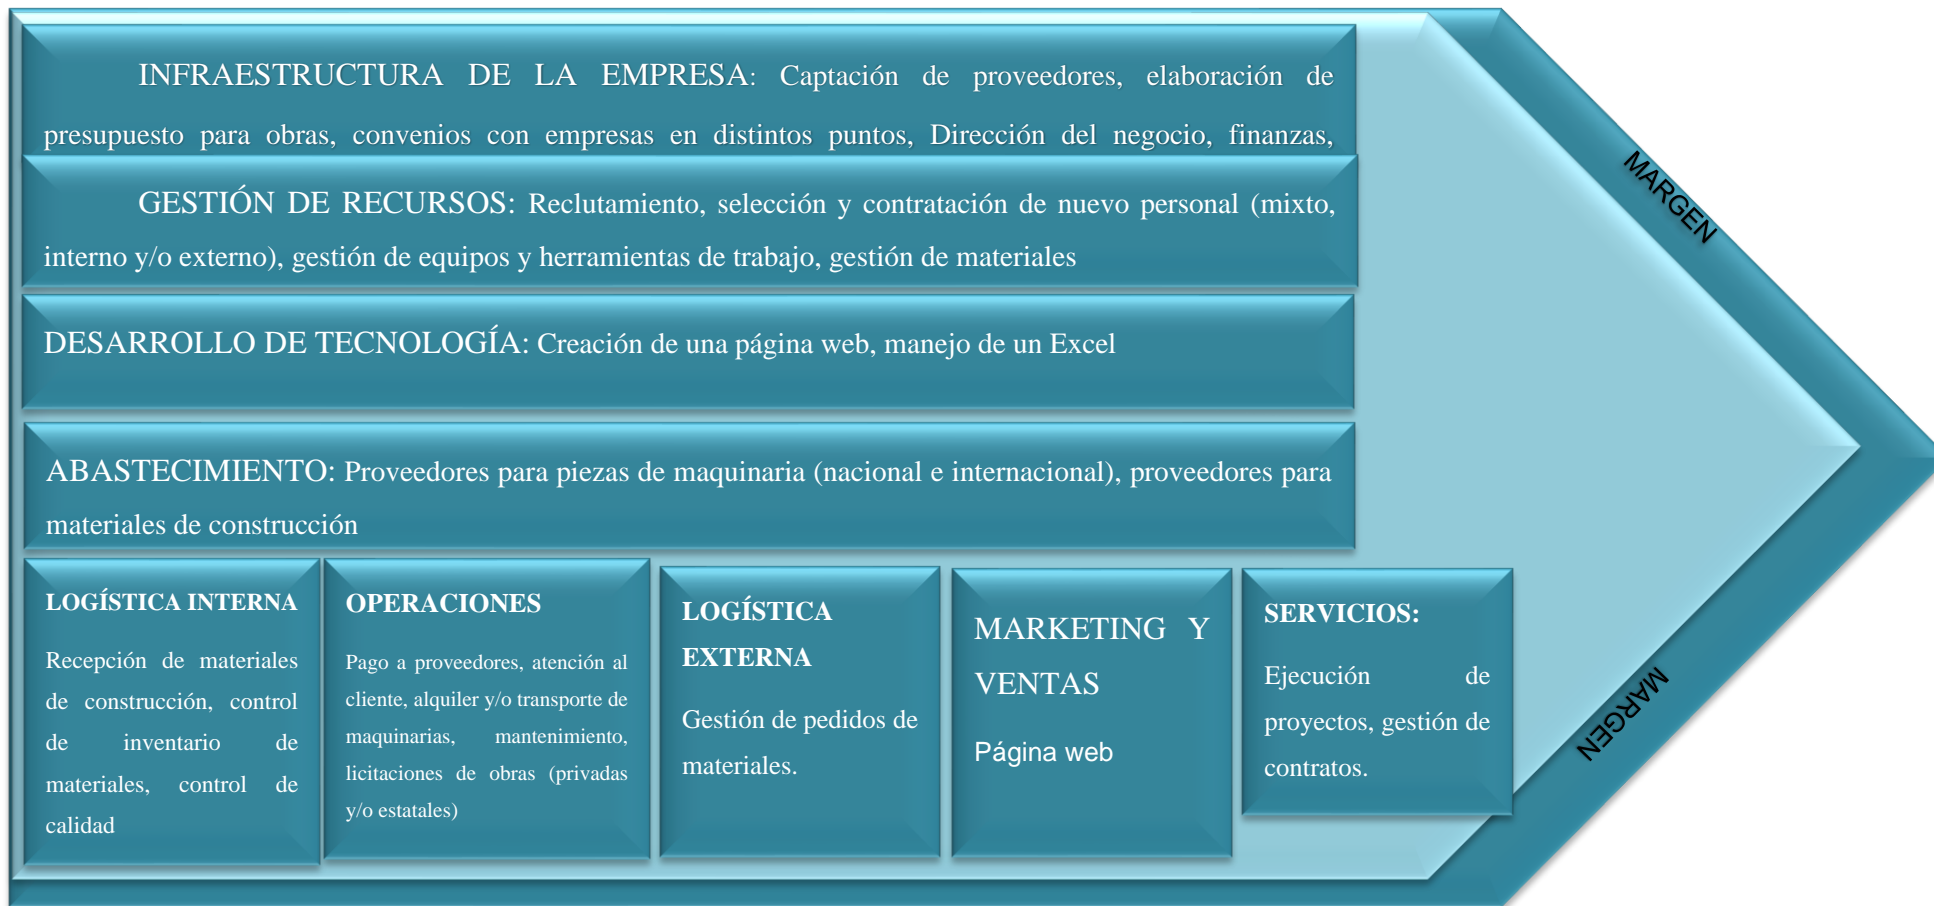 INFRAESTRUCTURA DE LA EMPRESA: Captación de proveedores, elaboración de
presupuesto para obras, convenios con empresas en distintos puntos, Dirección del negocio, finanzas,
GESTIÓN DE RECURSOS: Reclutamiento, selección y contratación de nuevo personal (mixto,
interno y/o externo), gestión de equipos y herramientas de trabajo, gestión de materiales
DESARROLLO DE TECNOLOGÍA: Creación de una página web, manejo de un Excel
ABASTECIMIENTO: Proveedores para piezas de maquinaria (nacional e internacional), proveedores para
materiales de construcción
LOGÍSTICA INTERNA
Recepción de materiales
de construcción, control
de inventario de
materiales, control de
calidad
OPERACIONES
Pago a proveedores, atención al
cliente, alquiler y/o transporte de
maquinarias, mantenimiento,
licitaciones de obras (privadas
y/o estatales)
LOGÍSTICA
EXTERNA
Gestión de pedidos de
materiales.
MARKETING Y
VENTAS
Página web
SERVICIOS:
Ejecución de
proyectos, gestión de
contratos.
MARGEN
MARGEN